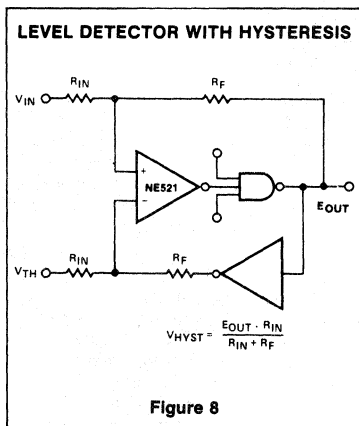 LEVEL DETECTOR WITH HYSTERESIS
RIN
RF
VIN
+
NE521
−
EOUT
VTH
RIN
RF
VHYST = EOUT · RIN
RIN + RF
Figure 8